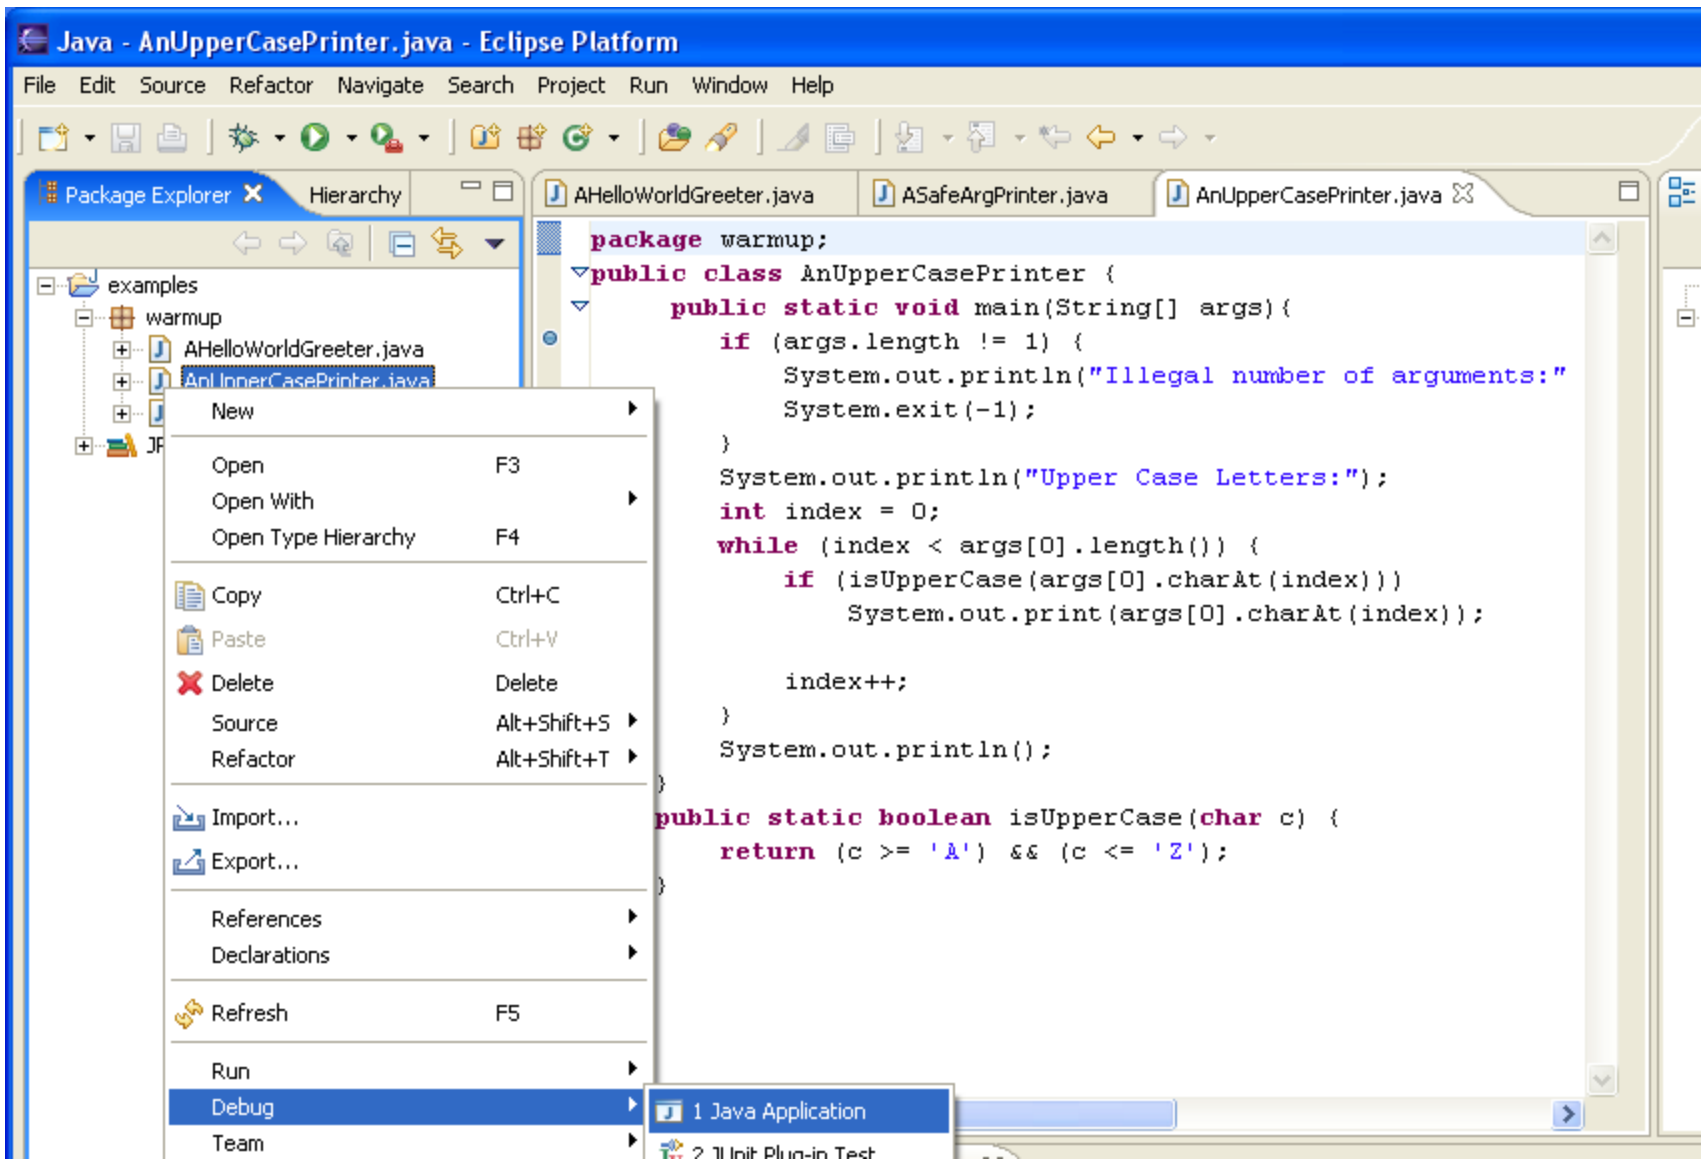 Java - AnUpperCasePrinter.java - Eclipse Platform
File Edit Source Refactor Navigate Search Project Run Window Help
Package Explorer Hierarchy
AHelloWorldGreeter.java ASafeArgPrinter.java AnUpperCasePrinter.java
examples
warmup
AHelloWorldGreeter.java
AnUpperCasePrinter.java
New
Open F3
Open With
Open Type Hierarchy F4
Copy Ctrl+C
Paste Ctrl+V
Delete Delete
Source Alt+Shift+S
Refactor Alt+Shift+T
Import...
Export...
References
Declarations
Refresh F5
Run
Debug
Team
1 Java Application
2 JUnit Plug-in Test
package warmup;
public class AnUpperCasePrinter {
public static void main(String[] args){
if (args.length != 1) {
System.out.println("Illegal number of arguments:"
System.exit(-1);
}
System.out.println("Upper Case Letters:");
int index = 0;
while (index < args[0].length()) {
if (isUpperCase(args[0].charAt(index)))
System.out.print(args[0].charAt(index));
index++;
}
System.out.println();
}
public static boolean isUpperCase(char c) {
return (c >= 'A') && (c <= 'Z');
}